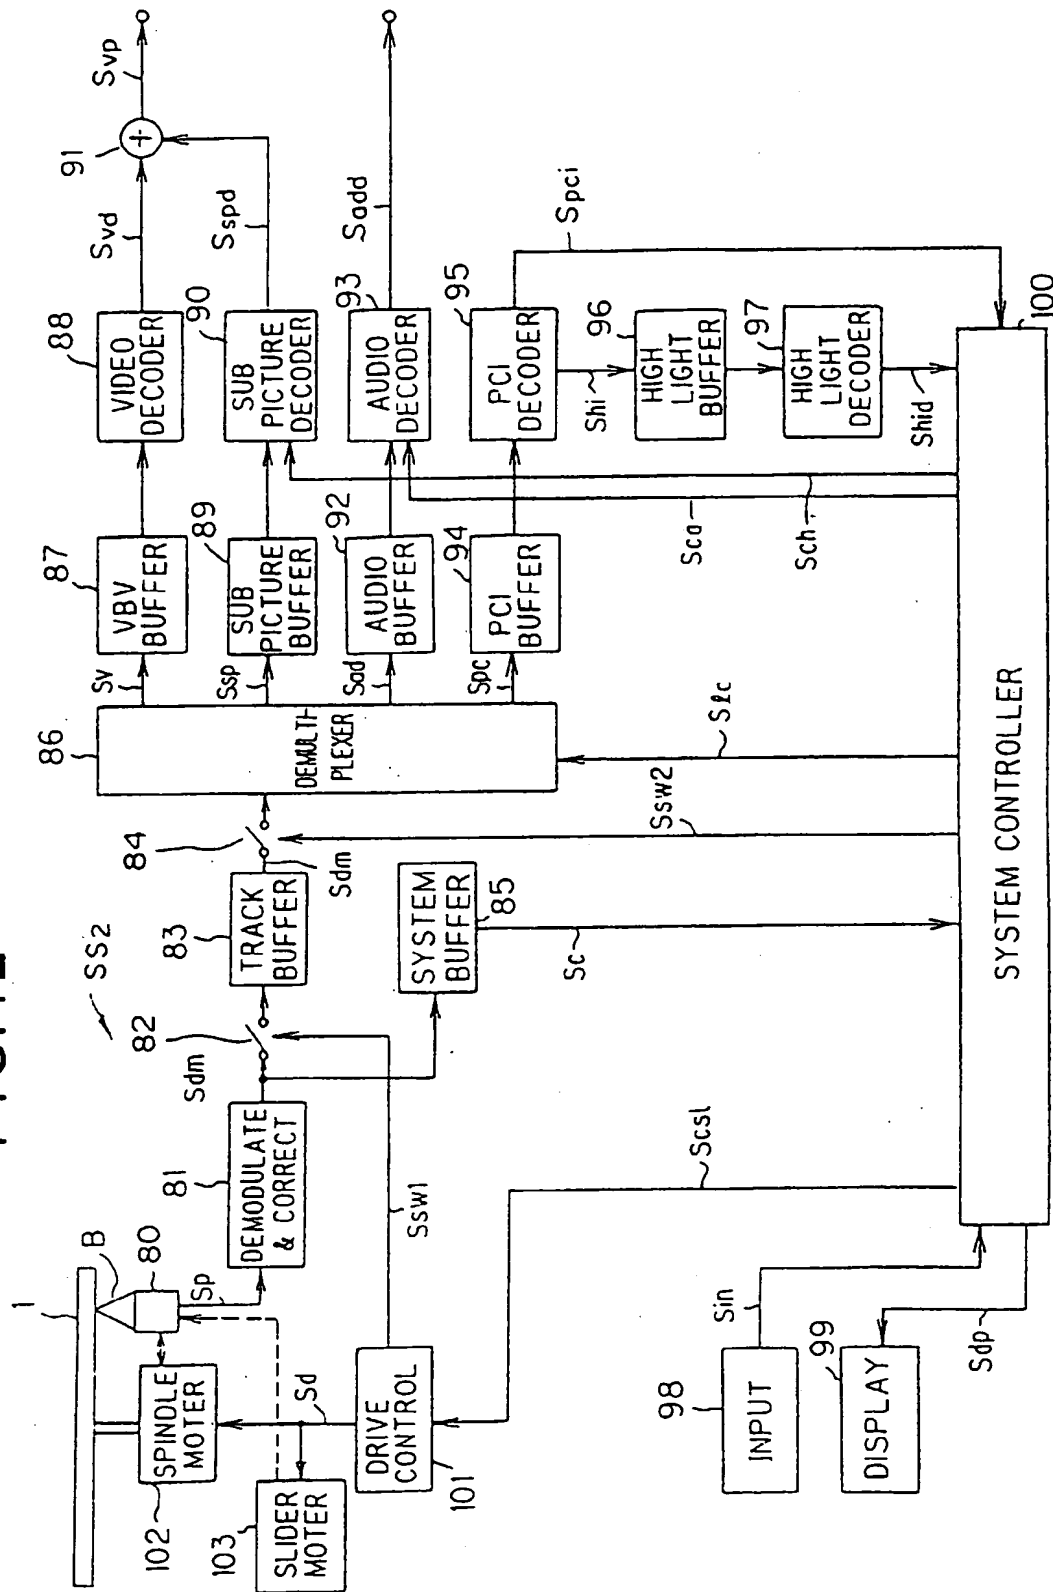 SS2
1
B
80
Sp
102
SPINDLE
MOTER
103
SLIDER
MOTER
Sd
DRIVE
CONTROL
101
81
DEMODULATE
& CORRECT
Sdm
82
Ssw1
83
TRACK
BUFFER
Sdm
84
SYSTEM
BUFFER
85
Sc
86
DEMULTI-
PLEXER
Ssw2
Slc
Sv
87
VBV
BUFFER
88
VIDEO
DECODER
Svd
91
+
Svp
Ssp
89
SUB
PICTURE
BUFFER
90
SUB
PICTURE
DECODER
Sspd
Sad
92
AUDIO
BUFFER
93
AUDIO
DECODER
Sadd
Spc
94
PCI
BUFFER
95
PCI
DECODER
Spci
Shi
96
HIGH
LIGHT
BUFFER
97
HIGH
LIGHT
DECODER
Shid
Sca
Sch
Scsl
98
INPUT
Sin
99
DISPLAY
Sdp
SYSTEM CONTROLLER
100